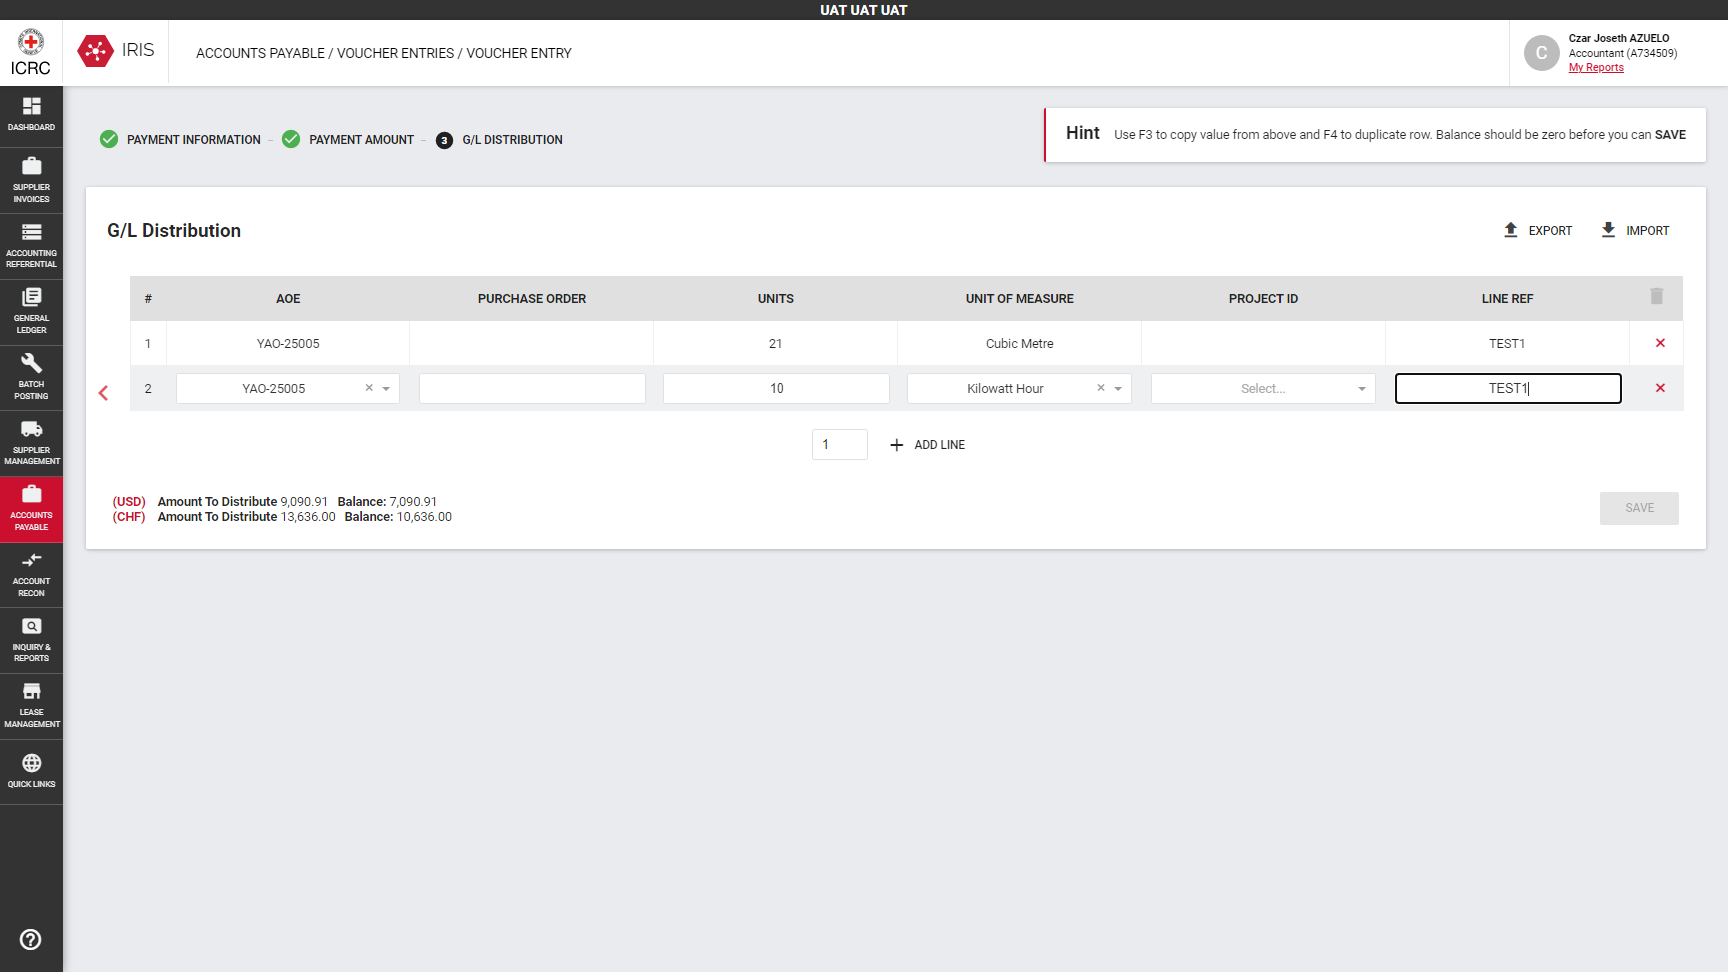 UAT UAT UAT
ICRC
IRIS
ACCOUNTS PAYABLE / VOUCHER ENTRIES / VOUCHER ENTRY
C
Czar Joseth AZUELO
Accountant (A734509)
My Reports
DASHBOARD
SUPPLIER
INVOICES
ACCOUNTING
REFERENTIAL
GENERAL
LEDGER
BATCH
POSTING
SUPPLIER
MANAGEMENT
ACCOUNTS
PAYABLE
ACCOUNT
RECON
INQUIRY &
REPORTS
LEASE
MANAGEMENT
QUICK LINKS
PAYMENT INFORMATION – PAYMENT AMOUNT – 3 G/L DISTRIBUTION
Hint Use F3 to copy value from above and F4 to duplicate row. Balance should be zero before you can SAVE
G/L Distribution
EXPORT IMPORT
# AOE PURCHASE ORDER UNITS UNIT OF MEASURE PROJECT ID LINE REF
1 YAO-25005 21 Cubic Metre TEST1
2 YAO-25005 10 Kilowatt Hour Select... TEST1
1 ADD LINE
(USD) Amount To Distribute 9,090.91 Balance: 7,090.91
(CHF) Amount To Distribute 13,636.00 Balance: 10,636.00
SAVE